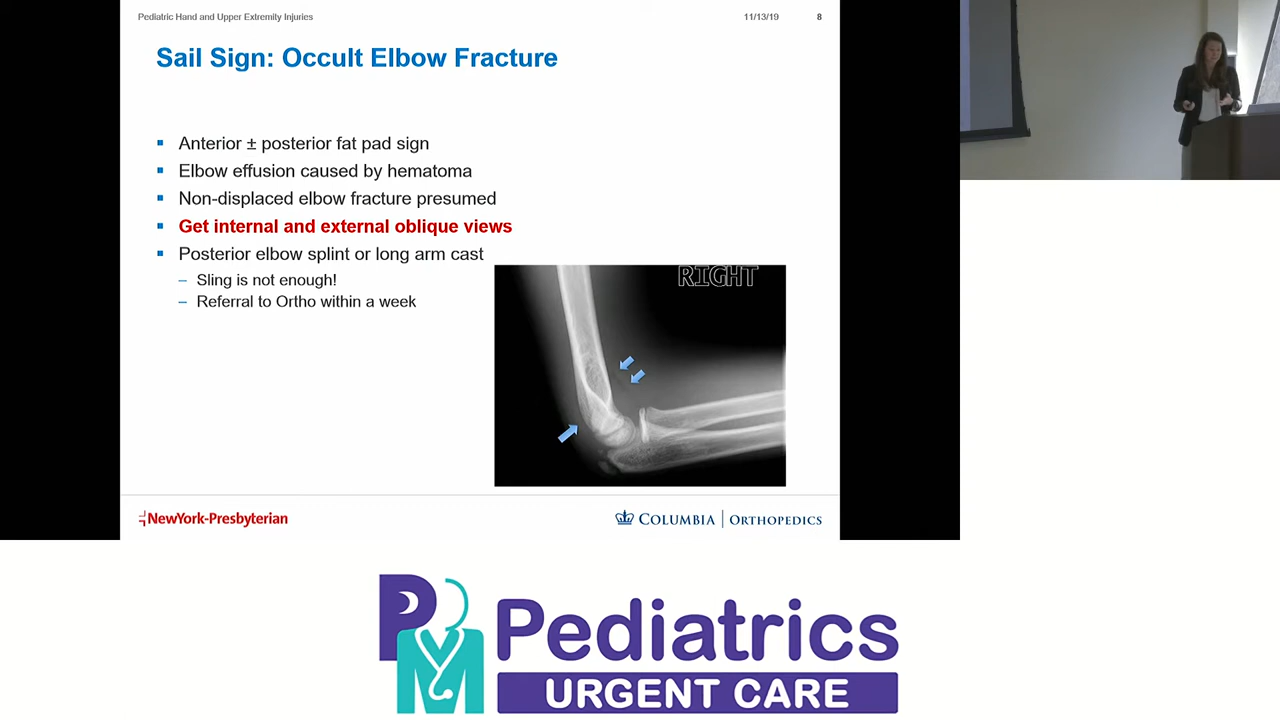 Pediatric Hand and Upper Extremity Injuries 11/13/19 8
Sail Sign: Occult Elbow Fracture
▪ Anterior ± posterior fat pad sign
▪ Elbow effusion caused by hematoma
▪ Non-displaced elbow fracture presumed
▪ Get internal and external oblique views
▪ Posterior elbow splint or long arm cast
– Sling is not enough!
– Referral to Ortho within a week
RIGHT
NewYork-Presbyterian
COLUMBIA | ORTHOPEDICS
PM Pediatrics
URGENT CARE